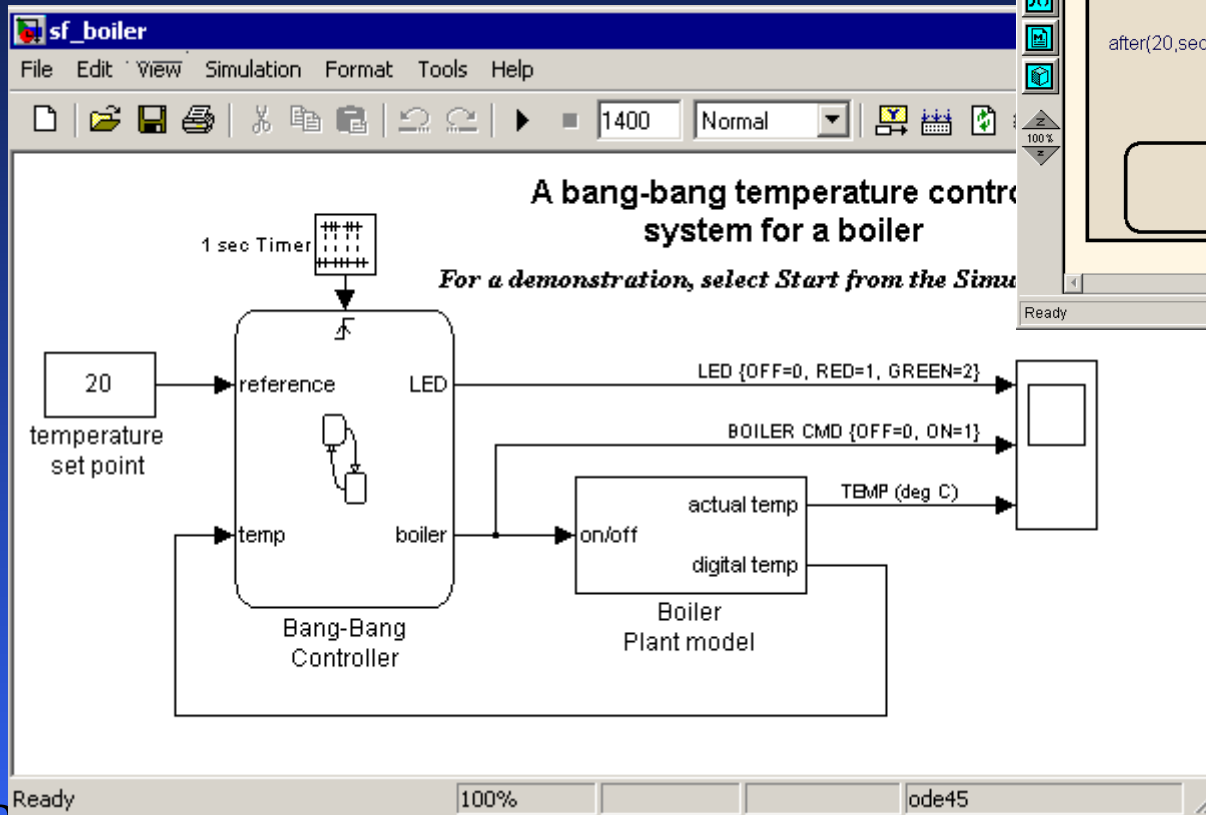 sf_boiler
File Edit View Simulation Format Tools Help
1400 Normal
A bang-bang temperature
system for a boiler
For a demonstration, select Start from the
1 sec Timer
20
temperature
set point
reference LED
temp boiler
Bang-Bang
Controller
LED {OFF=0, RED=1, GREEN=2}
BOILER CMD {OFF=0, ON=1}
TEMP (deg C)
on/off
actual temp
digital temp
Boiler
Plant model
Ready 100% ode45
after(20,sec
100%
Ready